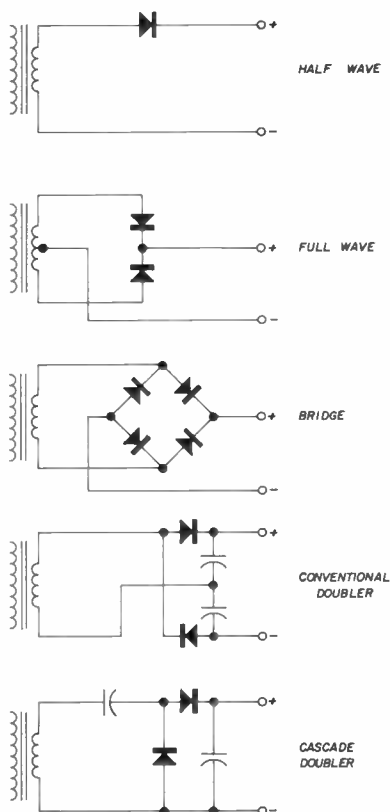 +
HALF WAVE
-
+
FULL WAVE
-
+
BRIDGE
-
+
CONVENTIONAL
DOUBLER
-
+
CASCADE
DOUBLER
-